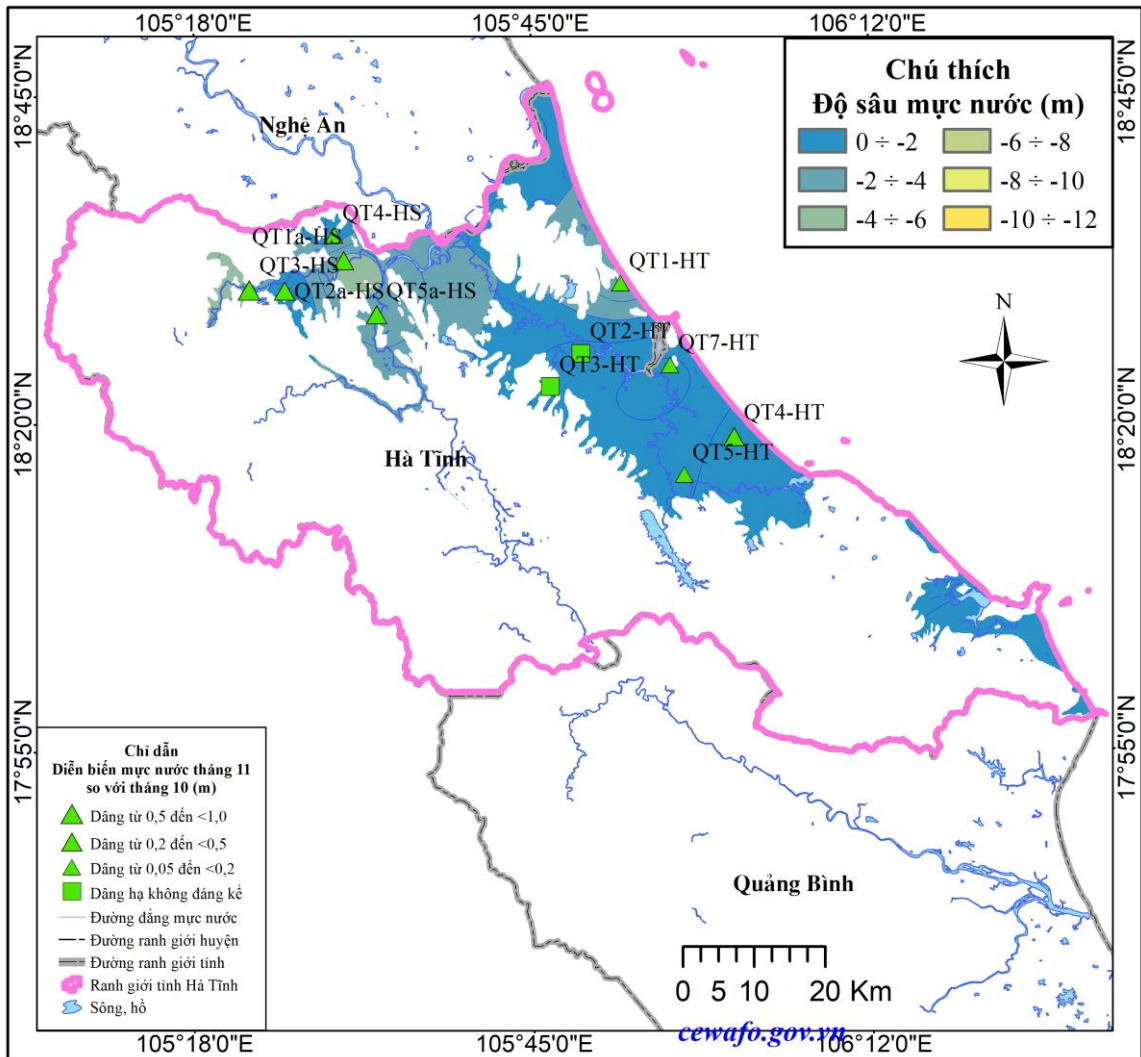 105°18'0"E
105°45'0"E
106°12'0"E
18°45'0"N
18°45'0"N
Chú thích
Độ sâu mực nước (m)
0 ÷ -2
-6 ÷ -8
-2 ÷ -4
-8 ÷ -10
-4 ÷ -6
-10 ÷ -12
Nghệ An
QT4-HS
QT1a-HS
QT3-HS
QT2a-HS
QT5a-HS
QT1-HT
QT2-HT
QT7-HT
QT3-HT
QT4-HT
QT5-HT
N
18°20'0"N
18°20'0"N
Hà Tĩnh
17°55'0"N
17°55'0"N
Chỉ dẫn
Diễn biến mực nước tháng 11
so với tháng 10 (m)
Dâng từ 0,5 đến <1,0
Dâng từ 0,2 đến <0,5
Dâng từ 0,05 đến <0,2
Dâng hạ không đáng kể
Đường đẳng mực nước
Đường ranh giới huyện
Đường ranh giới tỉnh
Ranh giới tỉnh Hà Tĩnh
Sông, hồ
Quảng Bình
0 5 10 20 Km
cewafo.gov.vn
105°18'0"E
105°45'0"E
106°12'0"E